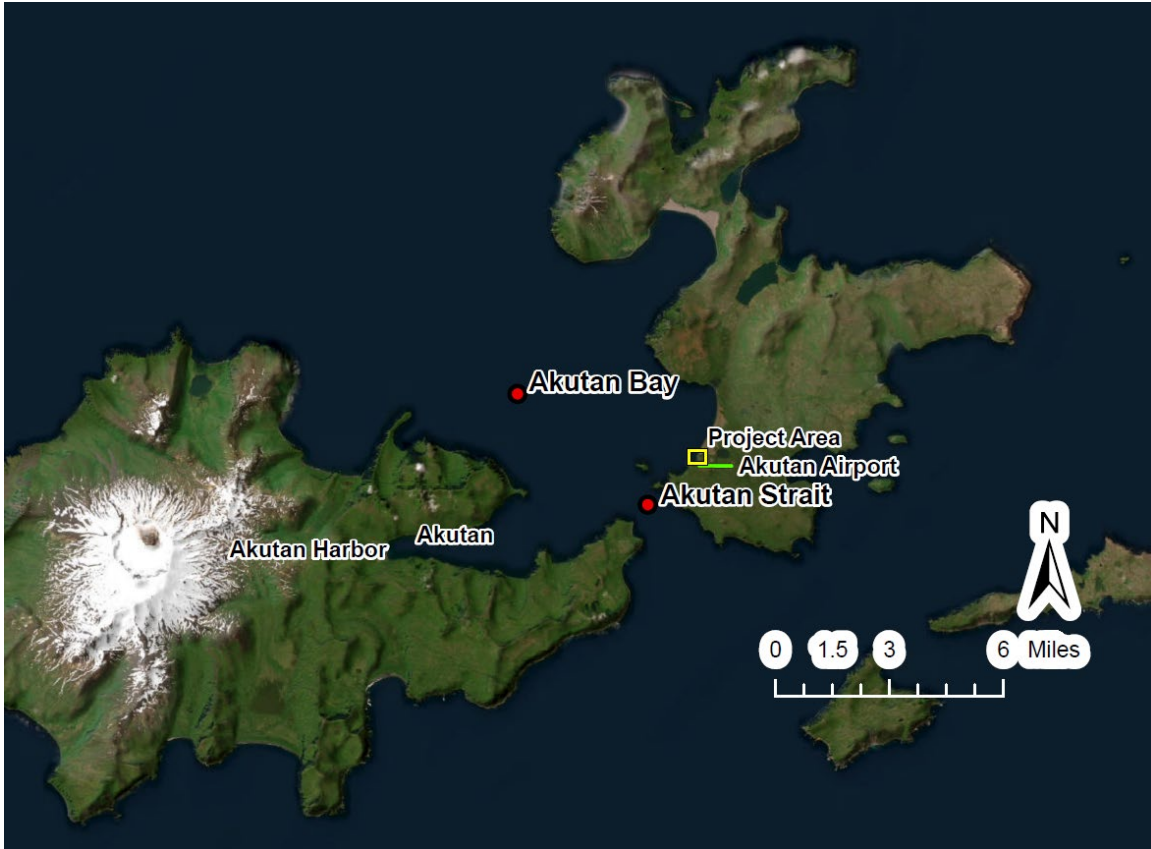 Akutan Bay
Project Area
Akutan Airport
Akutan Strait
Akutan
Akutan Harbor
N
0 1.5 3 6 Miles